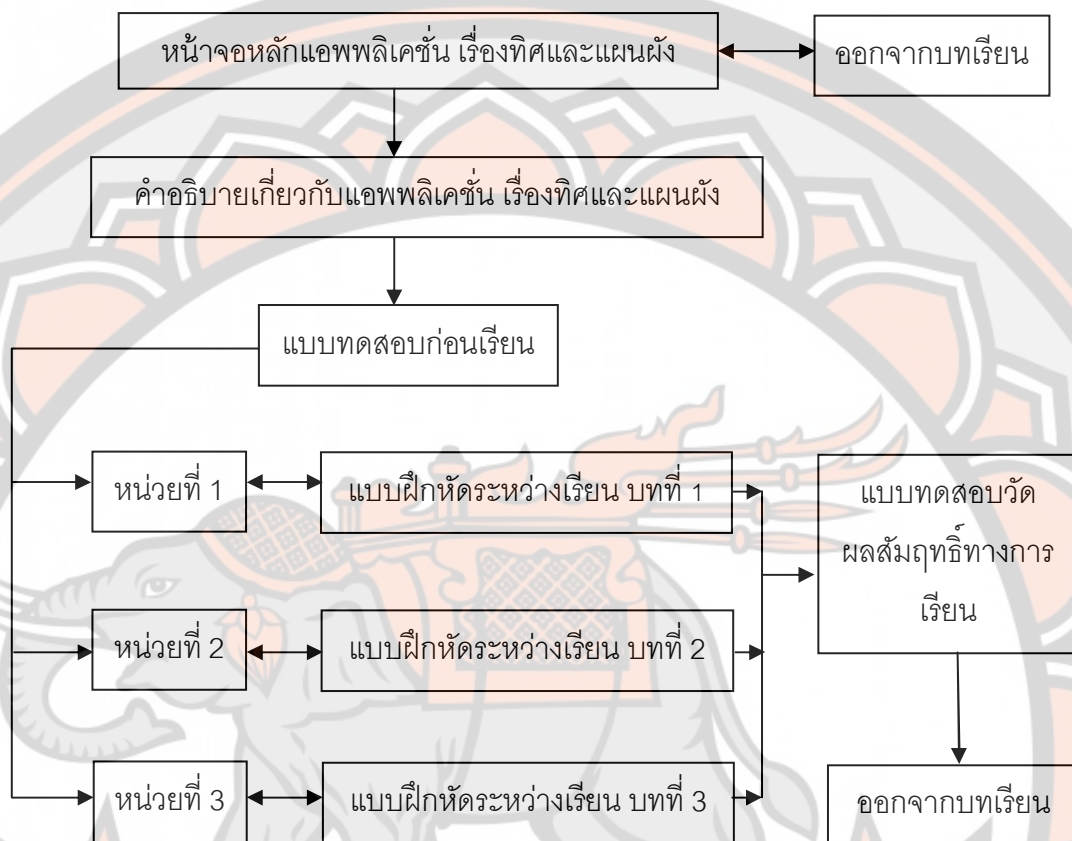 หน้าจอหลักแอพพลิเคชั่น เรื่องทิศและแผนผัง
ออกจากบทเรียน
คำอธิบายเกี่ยวกับแอพพลิเคชั่น เรื่องทิศและแผนผัง
แบบทดสอบก่อนเรียน
หน่วยที่ 1
แบบฝึกหัดระหว่างเรียน บทที่ 1
แบบทดสอบวัด
ผลสัมฤทธิ์ทางการ
เรียน
หน่วยที่ 2
แบบฝึกหัดระหว่างเรียน บทที่ 2
หน่วยที่ 3
แบบฝึกหัดระหว่างเรียน บทที่ 3
ออกจากบทเรียน